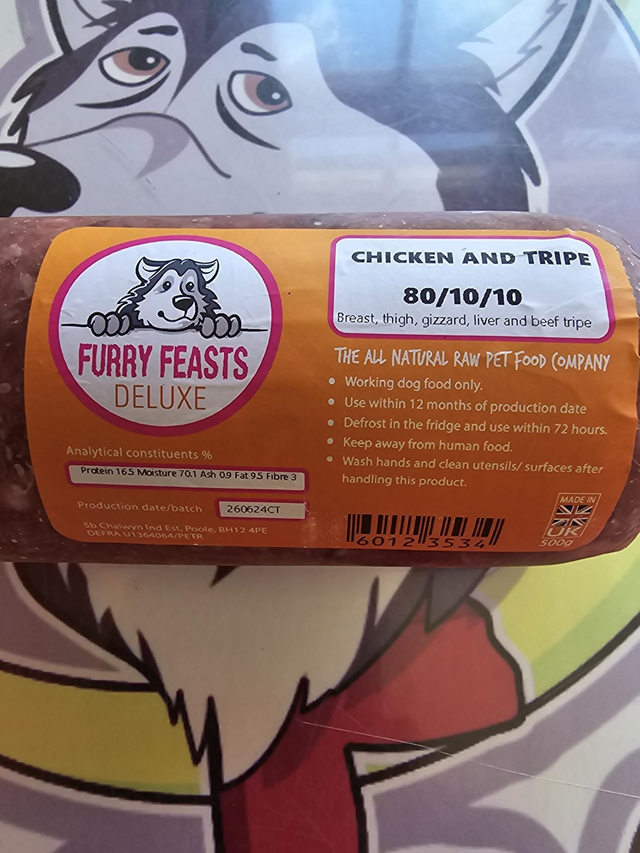 FURRY FEASTS
DELUXE
Analytical constituents %
Protein 16.5 Moisture 70.1 Ash 0.9 Fat 9.5 Fibre 3
Production date/batch 260624CT
5b Chalwyn Ind Est, Poole, BH12 4PE
DEFRA U1364064/PETR
CHICKEN AND TRIPE
80/10/10
Breast, thigh, gizzard, liver and beef tripe
THE ALL NATURAL RAW PET FOOD COMPANY
• Working dog food only.
• Use within 12 months of production date
• Defrost in the fridge and use within 72 hours.
• Keep away from human food.
• Wash hands and clean utensils/ surfaces after
handling this product.
6012 3534
MADE IN
UK
500g